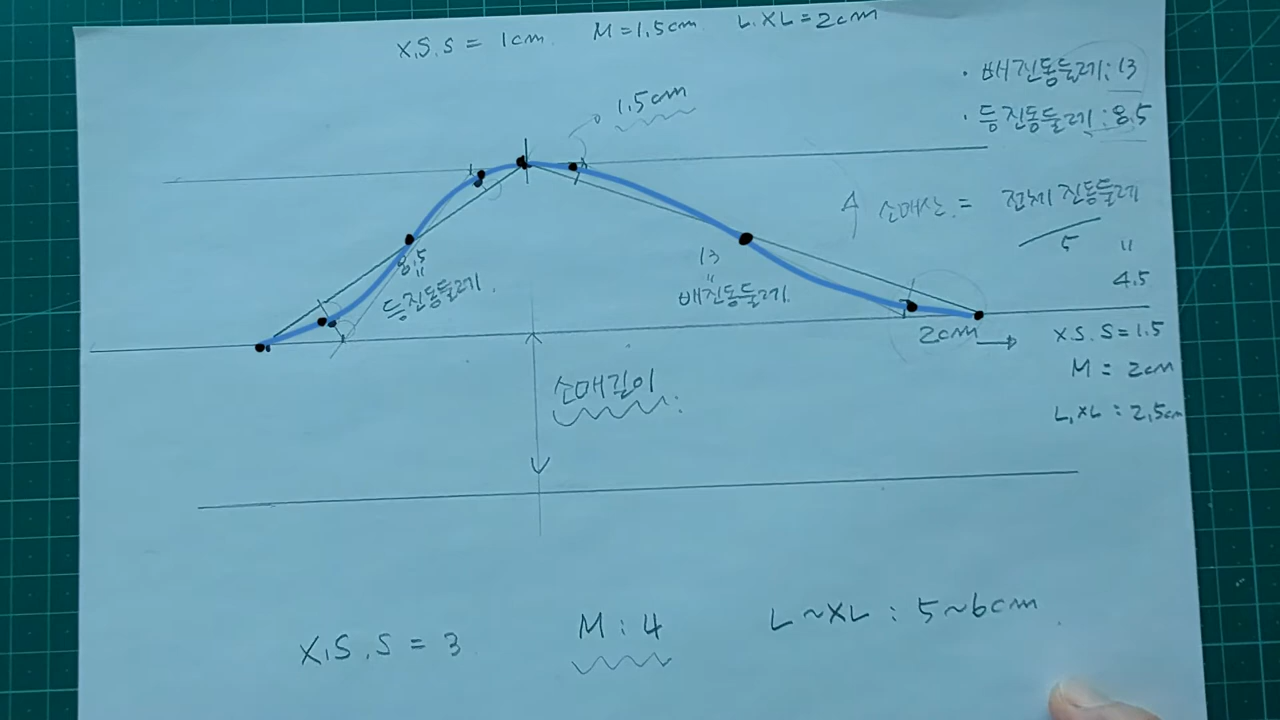 X,S,S = 1cm M=1.5cm L.XL=2cm
· 배진동둘레: 13
· 등진동둘레: 8.5
1.5cm
소매산 = 전체 진동둘레
5 "
4.5
8.5
"
등진동둘레.
13
"
배진동둘레.
2cm →
X.S.S=1.5
M = 2cm
L,XL : 2,5cm
소매길이
X,S,S = 3 M : 4 L~XL : 5~6cm